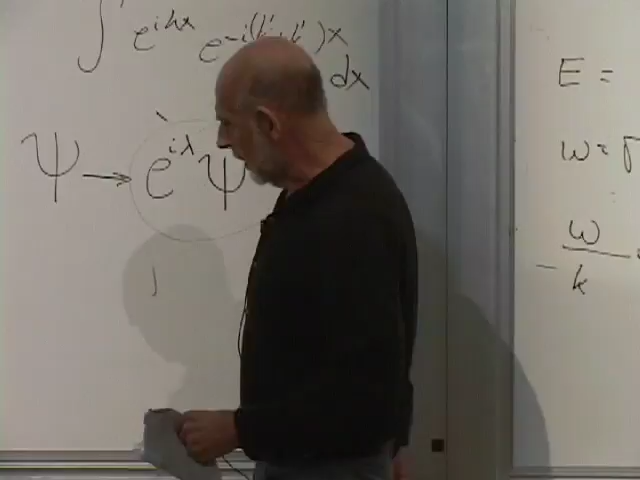 ∫ e^{ikx} e^{-i( )x} dx
ψ → e^{iλ} ψ
E =
ω =
ω
- k